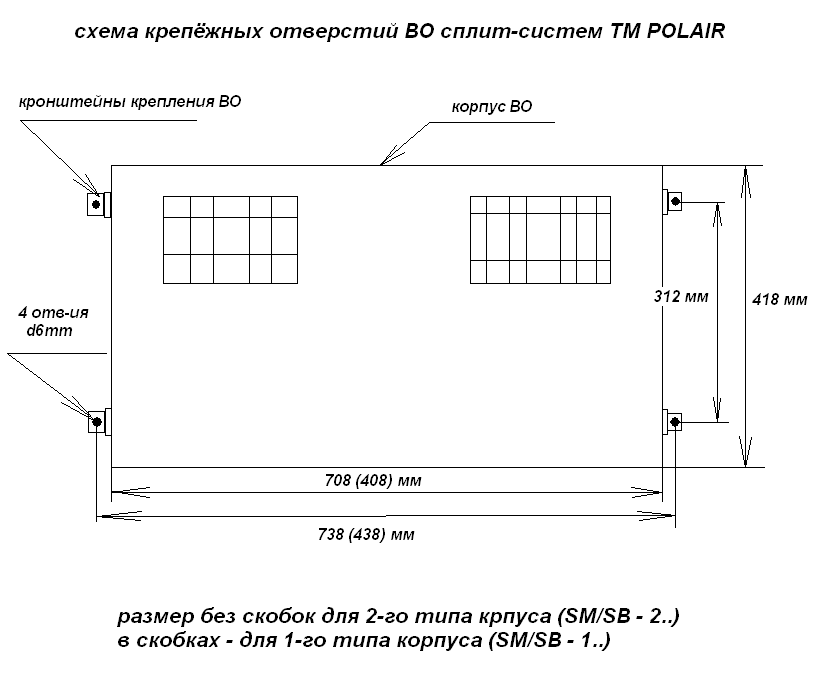 схема крепёжных отверстий ВО сплит-систем ТМ POLAIR
кронштейны крепления ВО
корпус ВО
4 отв-ия
d6mm
312 мм
418 мм
708 (408) мм
738 (438) мм
размер без скобок для 2-го типа крпуса (SM/SB - 2..)
в скобках - для 1-го типа корпуса (SM/SB - 1..)